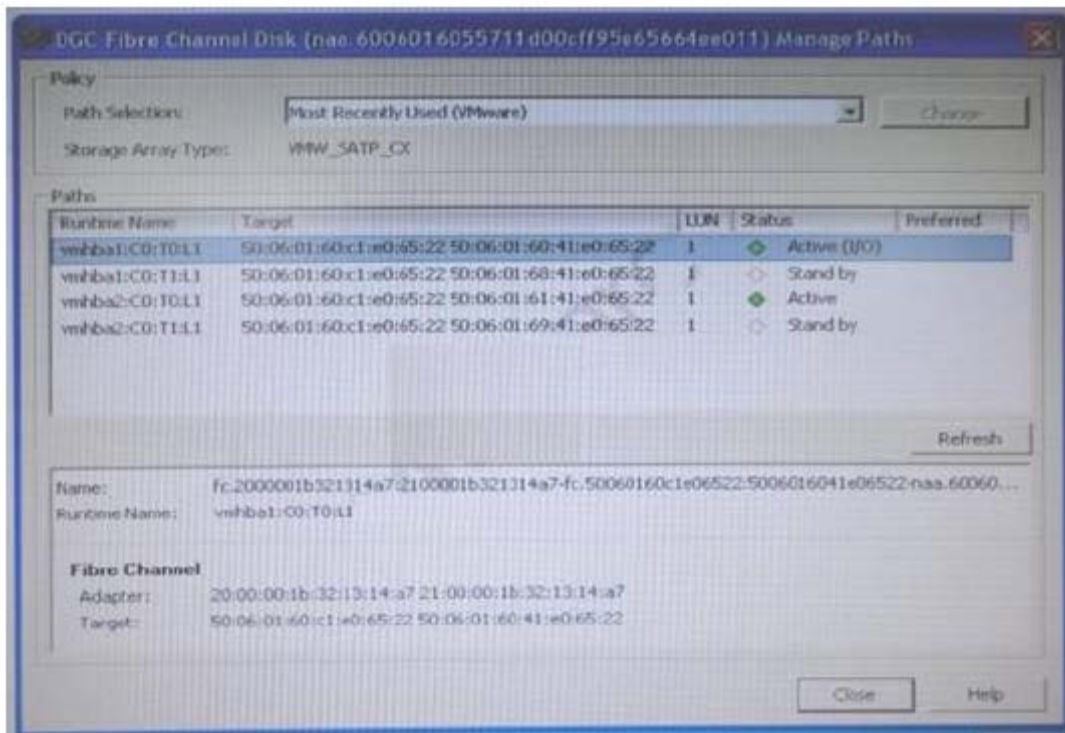 DGC Fibre Channel Disk (naa.6006016055711d00cff95e65664ee011) Manage Paths
Policy
Path Selection: Most Recently Used (VMware) Change
Storage Array Type: VMW_SATP_CX
Paths
Runtime Name Target LUN Status Preferred
vmhba1:C0:T0:L1 50:06:01:60:c1:e0:65:22 50:06:01:60:41:e0:65:22 1 Active (I/O)
vmhba1:C0:T1:L1 50:06:01:60:c1:e0:65:22 50:06:01:68:41:e0:65:22 1 Stand by
vmhba2:C0:T0:L1 50:06:01:60:c1:e0:65:22 50:06:01:61:41:e0:65:22 1 Active
vmhba2:C0:T1:L1 50:06:01:60:c1:e0:65:22 50:06:01:69:41:e0:65:22 1 Stand by
Refresh
Name: fc.2000001b321314a7:2100001b321314a7-fc.50060160c1e06522:5006016041e06522-naa.60060...
Runtime Name: vmhba1:C0:T0:L1
Fibre Channel
Adapter: 20:00:00:1b:32:13:14:a7 21:00:00:1b:32:13:14:a7
Target: 50:06:01:60:c1:e0:65:22 50:06:01:60:41:e0:65:22
Close Help